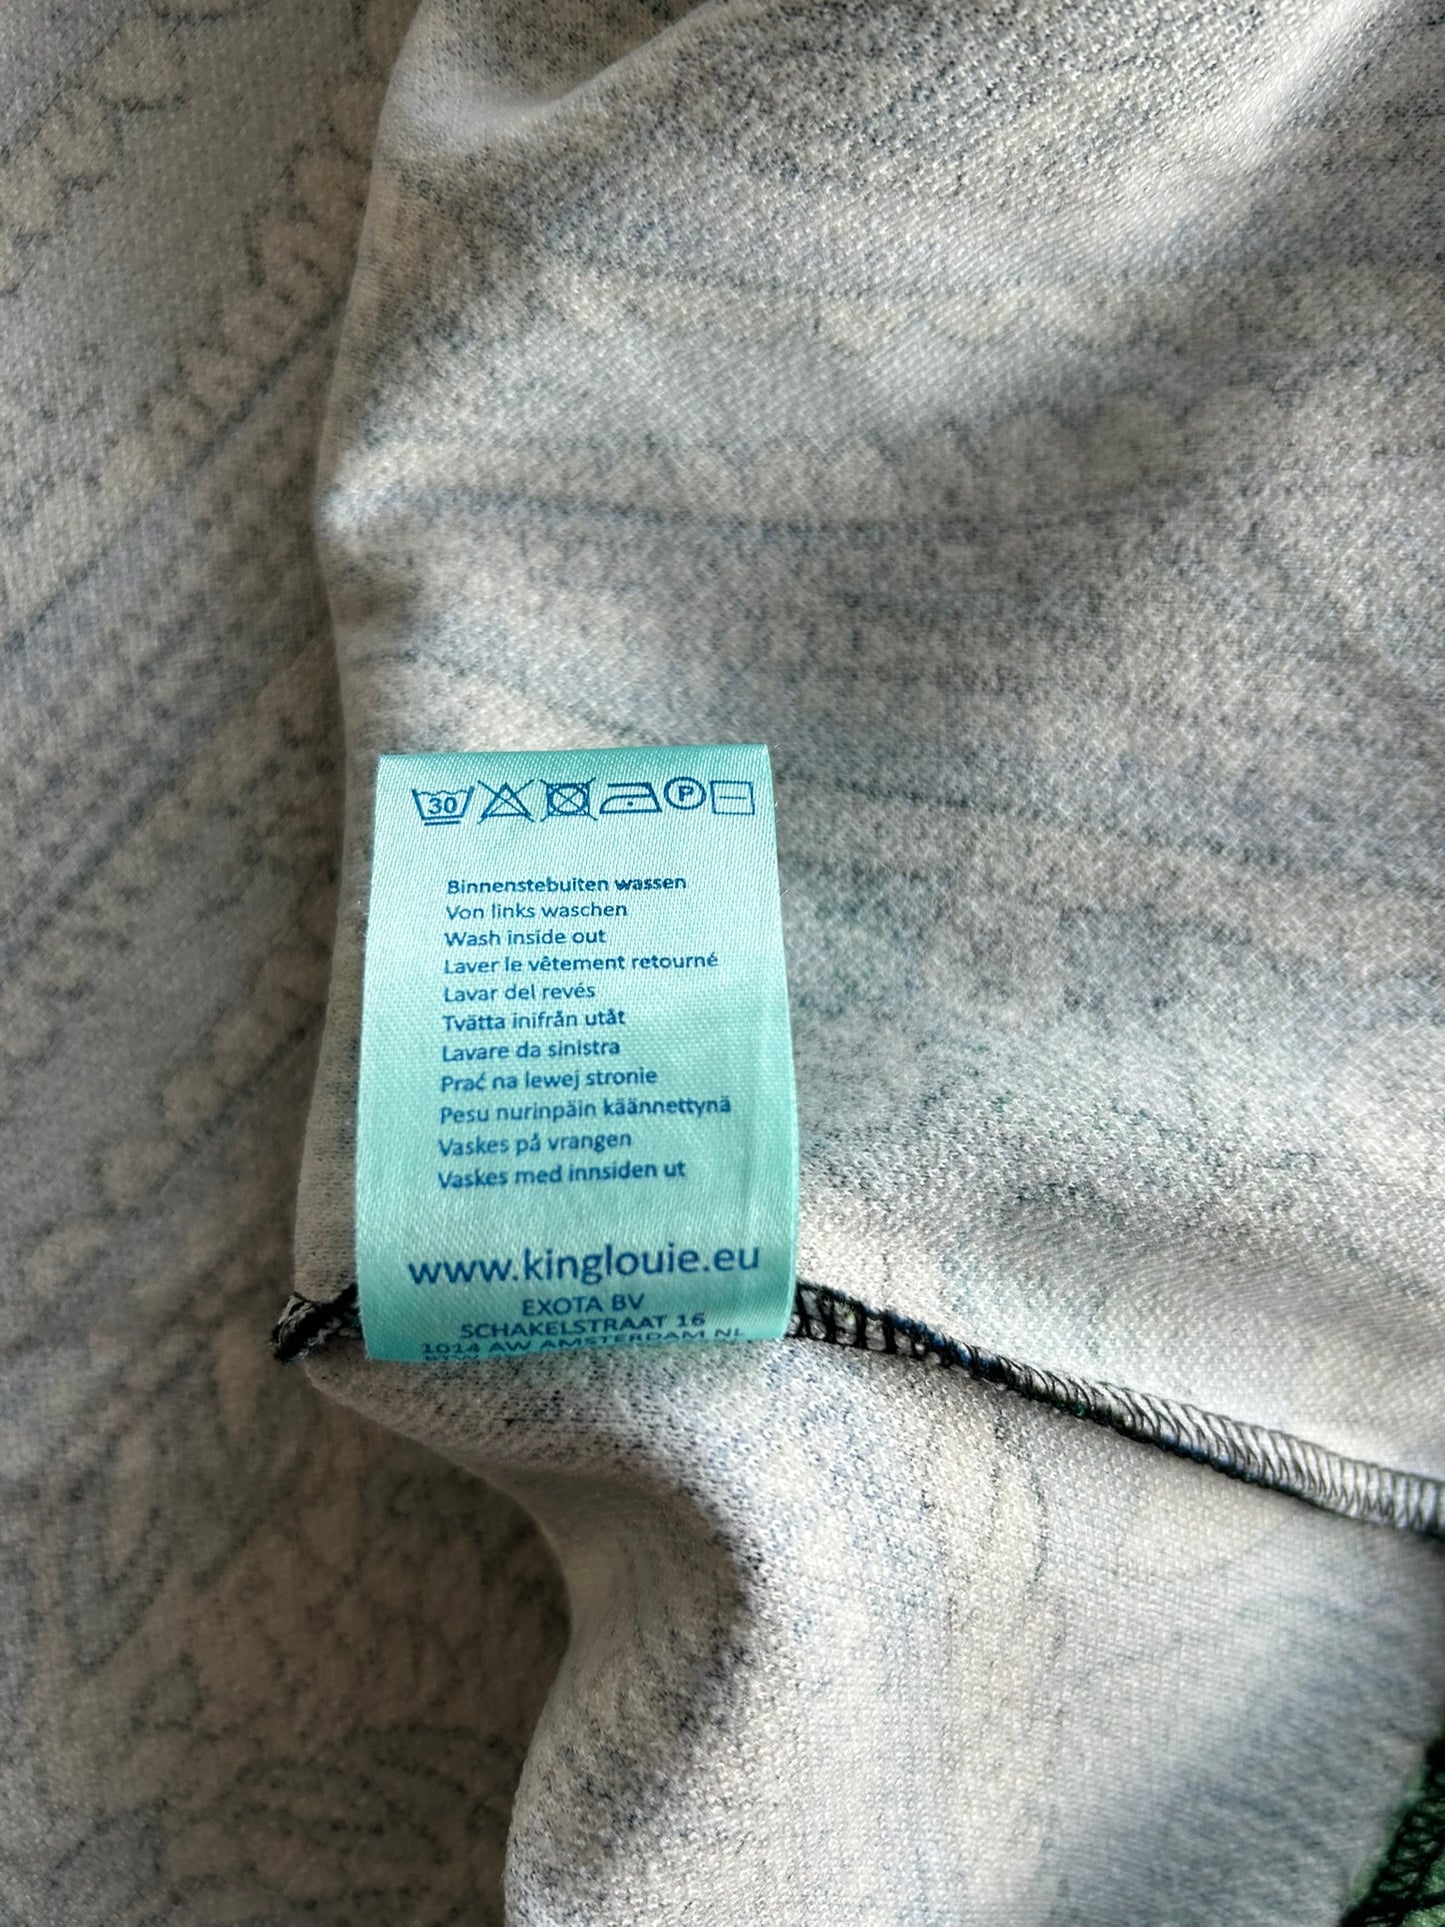 30 P
Binnenstebuiten wassen
Von links waschen
Wash inside out
Laver le vêtement retourné
Lavar del revés
Tvätta inifrån utåt
Lavare da sinistra
Prać na lewej stronie
Pesu nurinpäin käännettynä
Vaskes på vrangen
Vaskes med innsiden ut
www.kinglouie.eu
EXOTA BV
SCHAKELSTRAAT 16
1014 AW AMSTERDAM NL